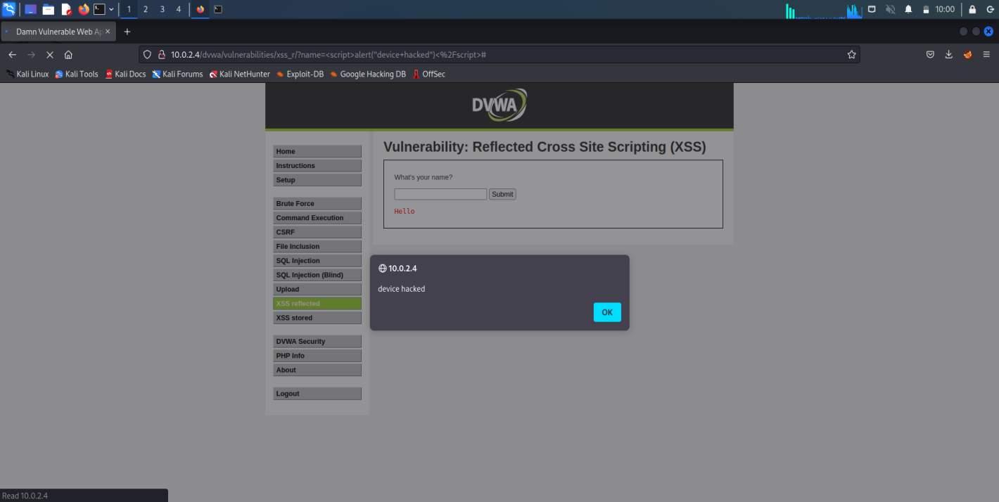 1 2 3 4 10:00
Damn Vulnerable Web Ap
10.0.2.4/dvwa/vulnerabilities/xss_r/?name=<script>alert("device+hacked")<%2Fscript>#
Kali Linux Kali Tools Kali Docs Kali Forums Kali NetHunter Exploit-DB Google Hacking DB OffSec
DVWA
Home
Instructions
Setup
Brute Force
Command Execution
CSRF
File Inclusion
SQL Injection
SQL Injection (Blind)
Upload
XSS reflected
XSS stored
DVWA Security
PHP Info
About
Logout
Vulnerability: Reflected Cross Site Scripting (XSS)
What's your name?
Submit
Hello
10.0.2.4
device hacked
OK
Read 10.0.2.4